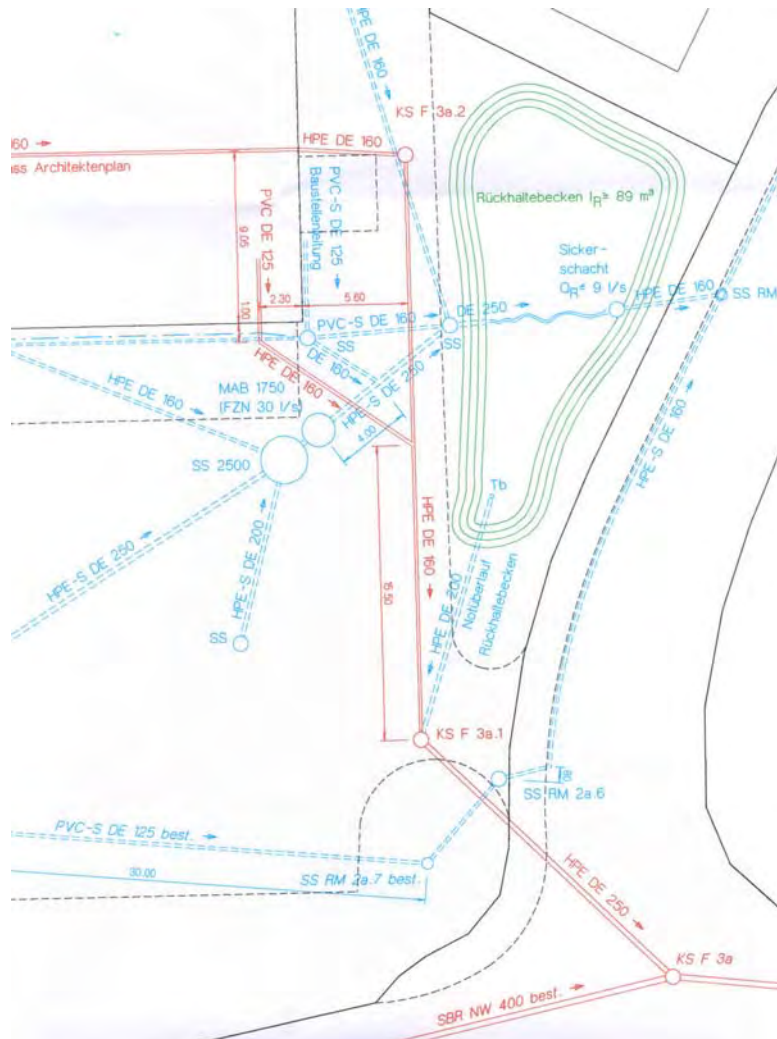 HPE DE 160 →
KS F 3a.2
160 →
HPE DE 160
ass Architektenplan
PVC-S DE 125 →
Baustellenleitung
PVC DE 125 →
9.05
Rückhaltebecken I_R= 89 m³
Sicker-
schacht
Q_R= 9 l/s
HPE DE 160
SS RM
2.30
5.60
1.00
PVC-S DE 160 →
DE 250 →
SS
SS
DE 160 →
HPE DE 160 →
HPE-S DE 250 →
HPE DE 160 →
MAB 1750
(FZN 30 l/s)
4.00
SS 2500
HPE-S DE 160 →
Tb
HPE DE 160 →
HPE-S DE 250 →
HPE-S DE 200 →
SS
15.50
HPE DE 200
Notüberlauf
Rückhaltebecken
KS F 3a.1
SS RM 2a.6
PVC-S DE 125 best. →
30.00
SS RM 2a.7 best.
HPE DE 250 →
KS F 3a
SBR NW 400 best. →